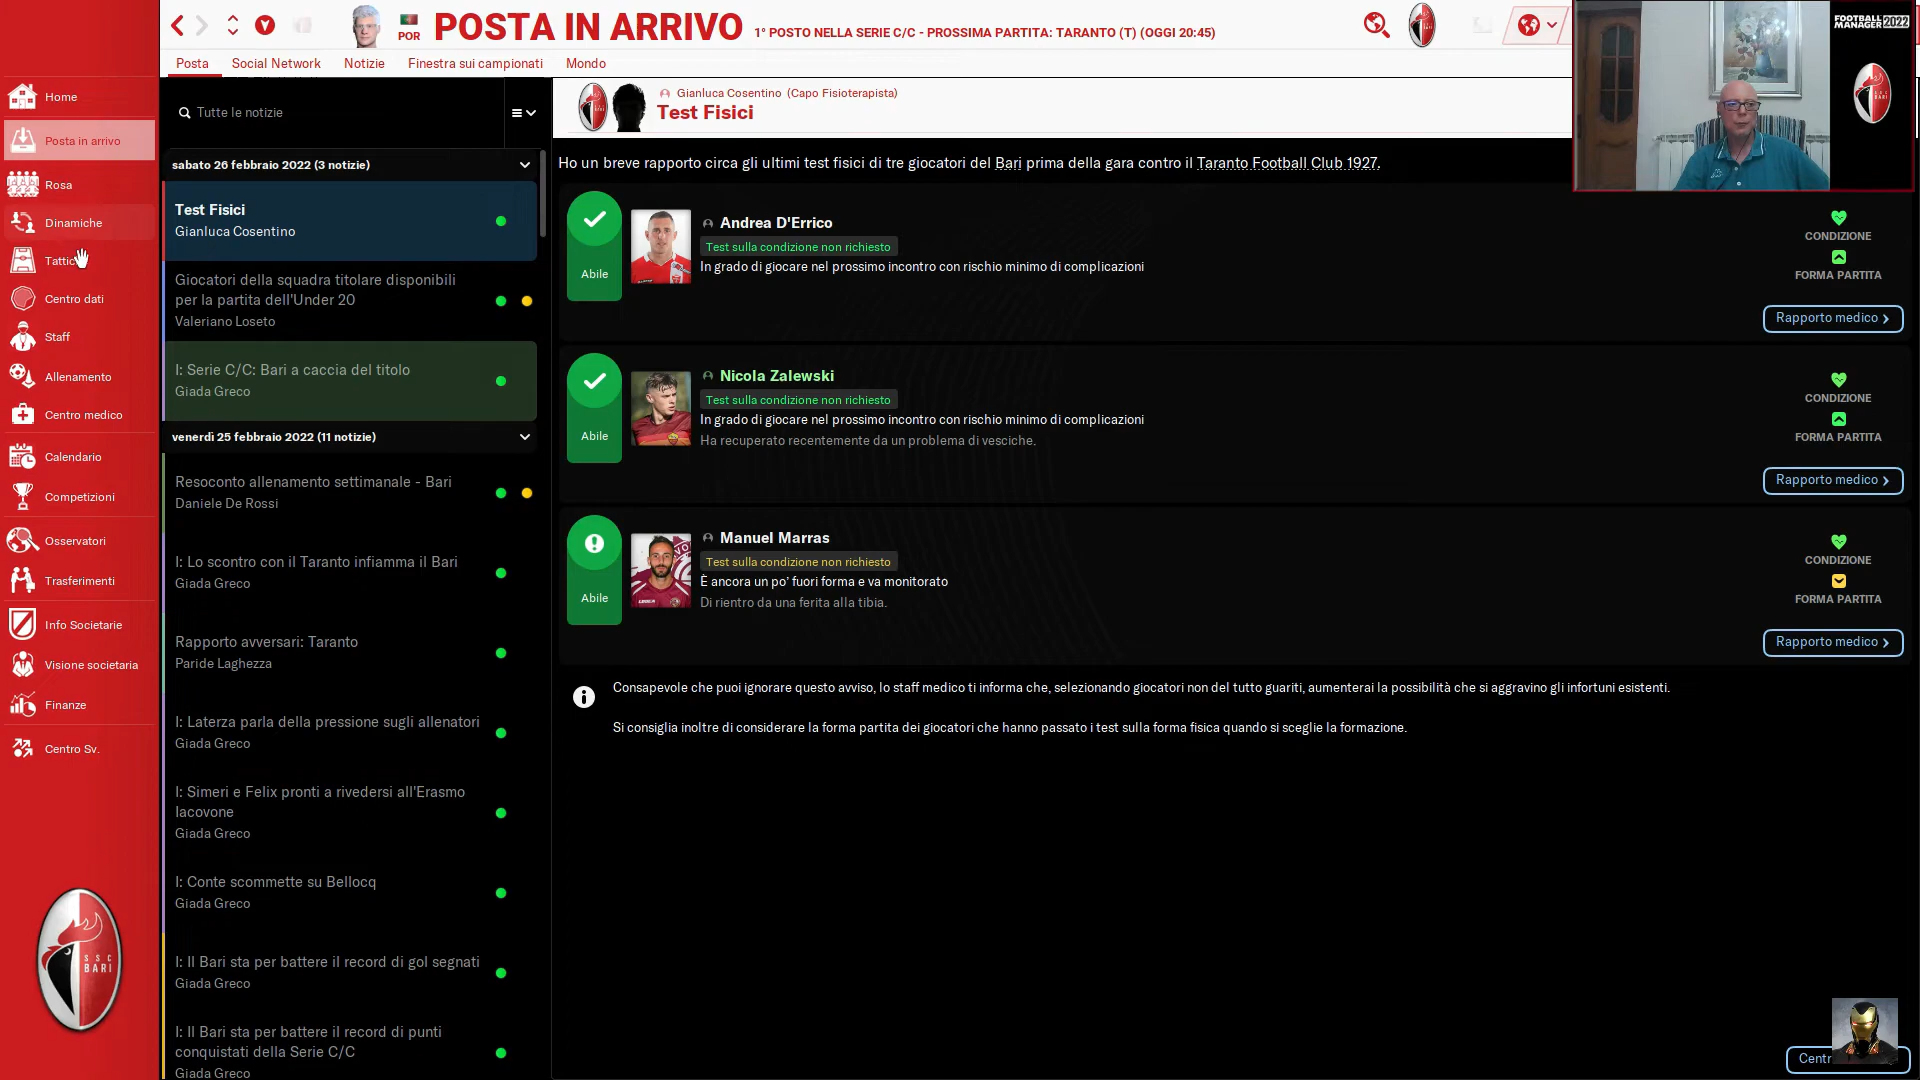 POR
POSTA IN ARRIVO
1° POSTO NELLA SERIE C/C - PROSSIMA PARTITA: TARANTO (T) (OGGI 20:45)
FOOTBALL MANAGER 2022
Posta
Social Network
Notizie
Finestra sui campionati
Mondo
Home
Posta in arrivo
Rosa
Dinamiche
Centro dati
Staff
Allenamento
Centro medico
Calendario
Competizioni
Osservatori
Trasferimenti
Info Societarie
Visione societaria
Finanze
Centro Sv.
SSC
BARI
Tutte le notizie
sabato 26 febbraio 2022 (3 notizie)
Test Fisici
Gianluca Cosentino
Giocatori della squadra titolare disponibili
per la partita dell'Under 20
Valeriano Loseto
I: Serie C/C: Bari a caccia del titolo
Giada Greco
venerdì 25 febbraio 2022 (11 notizie)
Resoconto allenamento settimanale - Bari
Daniele De Rossi
I: Lo scontro con il Taranto infiamma il Bari
Giada Greco
Rapporto avversari: Taranto
Paride Laghezza
I: Laterza parla della pressione sugli allenatori
Giada Greco
I: Simeri e Felix pronti a rivedersi all'Erasmo
Iacovone
Giada Greco
I: Conte scommette su Bellocq
Giada Greco
I: Il Bari sta per battere il record di gol segnati
Giada Greco
I: Il Bari sta per battere il record di punti
conquistati della Serie C/C
Giada Greco
Gianluca Cosentino (Capo Fisioterapista)
Test Fisici
Ho un breve rapporto circa gli ultimi test fisici di tre giocatori del Bari prima della gara contro il Taranto Football Club 1927.
Abile
Andrea D'Errico
Test sulla condizione non richiesto
In grado di giocare nel prossimo incontro con rischio minimo di complicazioni
CONDIZIONE
FORMA PARTITA
Rapporto medico
Abile
Nicola Zalewski
Test sulla condizione non richiesto
In grado di giocare nel prossimo incontro con rischio minimo di complicazioni
Ha recuperato recentemente da un problema di vesciche.
CONDIZIONE
FORMA PARTITA
Rapporto medico
Abile
Manuel Marras
Test sulla condizione non richiesto
È ancora un po' fuori forma e va monitorato
Di rientro da una ferita alla tibia.
CONDIZIONE
FORMA PARTITA
Rapporto medico
Consapevole che puoi ignorare questo avviso, lo staff medico ti informa che, selezionando giocatori non del tutto guariti, aumenterai la possibilità che si aggravino gli infortuni esistenti.
Si consiglia inoltre di considerare la forma partita dei giocatori che hanno passato i test sulla forma fisica quando si sceglie la formazione.